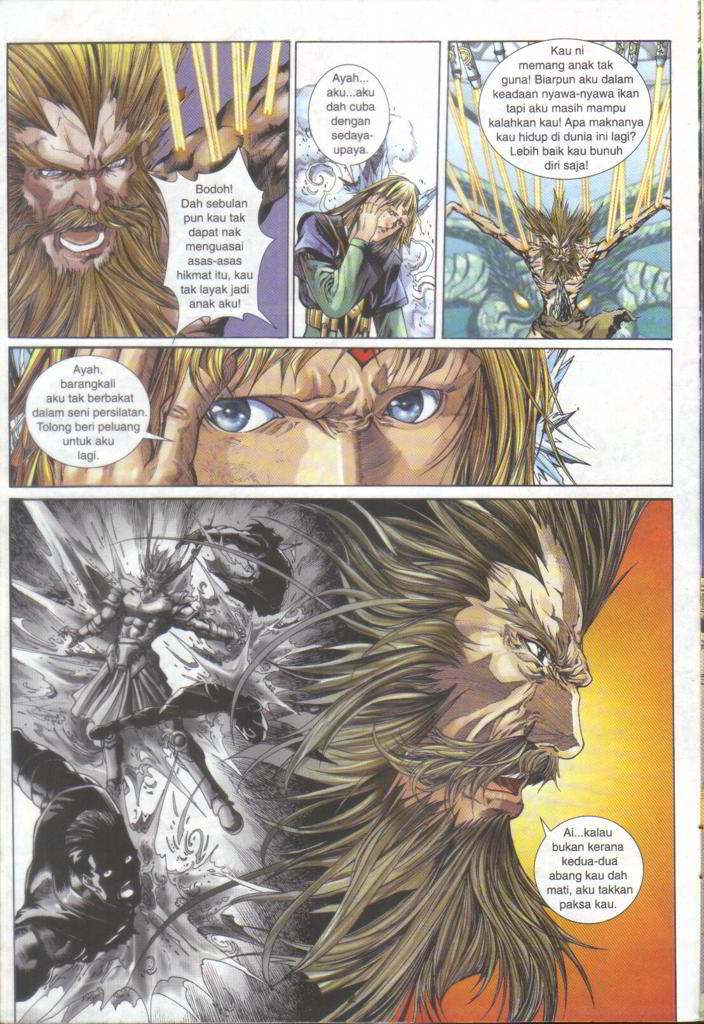 Bodoh!
Dah sebulan
pun kau tak
dapat nak
menguasai
asas-asas
hikmat itu, kau
tak layak jadi
anak aku!
Ayah...
aku...aku
dah cuba
dengan
sedaya-
upaya.
Kau ni
memang anak tak
guna! Biarpun aku dalam
keadaan nyawa-nyawa ikan
tapi aku masih mampu
kalahkan kau! Apa maknanya
kau hidup di dunia ini lagi?
Lebih baik kau bunuh
diri saja!
Ayah,
barangkali
aku tak berbakat
dalam seni persilatan.
Tolong beri peluang
untuk aku
lagi.
Ai...kalau
bukan kerana
kedua-dua
abang kau dah
mati, aku takkan
paksa kau.